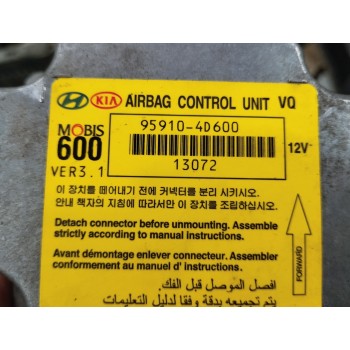 KIA AIRBAG CONTROL UNIT VQ
MOBIS
600
VER3.1
95910-4D600
13072
12V
이 장치를 떼어내기 전에 커넥터를 분리 시키시오.
안내 책자의 지침에 따라서만 이 장치를 조립하십시오.
Detach connector before unmounting. Assemble
strictly according to manual instructions.
Avant démontage enlever connecteur. Assembler
conformement au manuel d' instructions.
افصل الموصل قبل الفك.
يتم تجميعه بدقة وفقا لدليل التعليمات
FORWARD